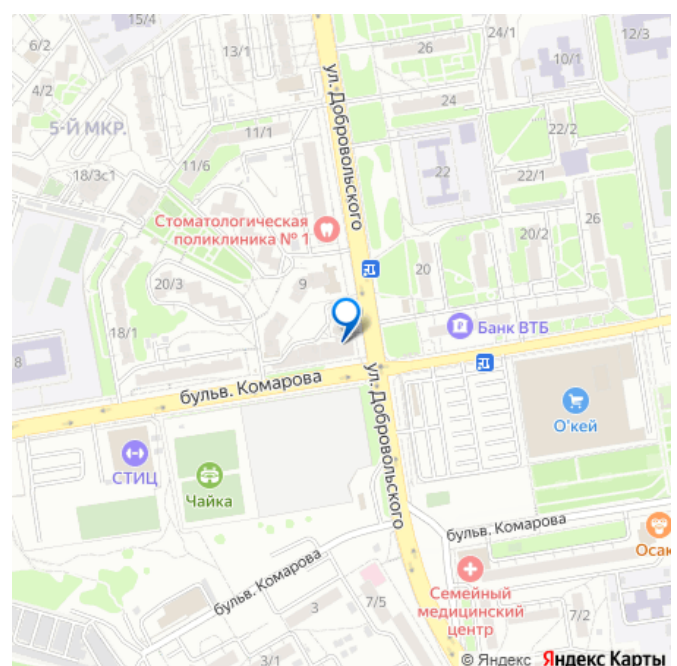 15/4
24/1
12/3
6/2
13/1
26
10/1
4/2
24
5-Й МКР.
11/1
ул. Добровольского
22/2
11/6
18/3с1
22
22/1
26
Стоматологическая
поликлиника № 1
20/2
20
20/3
9
Банк ВТБ
18/1
8
бульв. Комарова
ул. Добровольского
О'кей
СТИЦ
Чайка
бульв. Комарова
Осак
бульв. Комарова
Семейный
медицинский
центр
3
7/5
7/2
3/1
© Яндекс Яндекс Карты